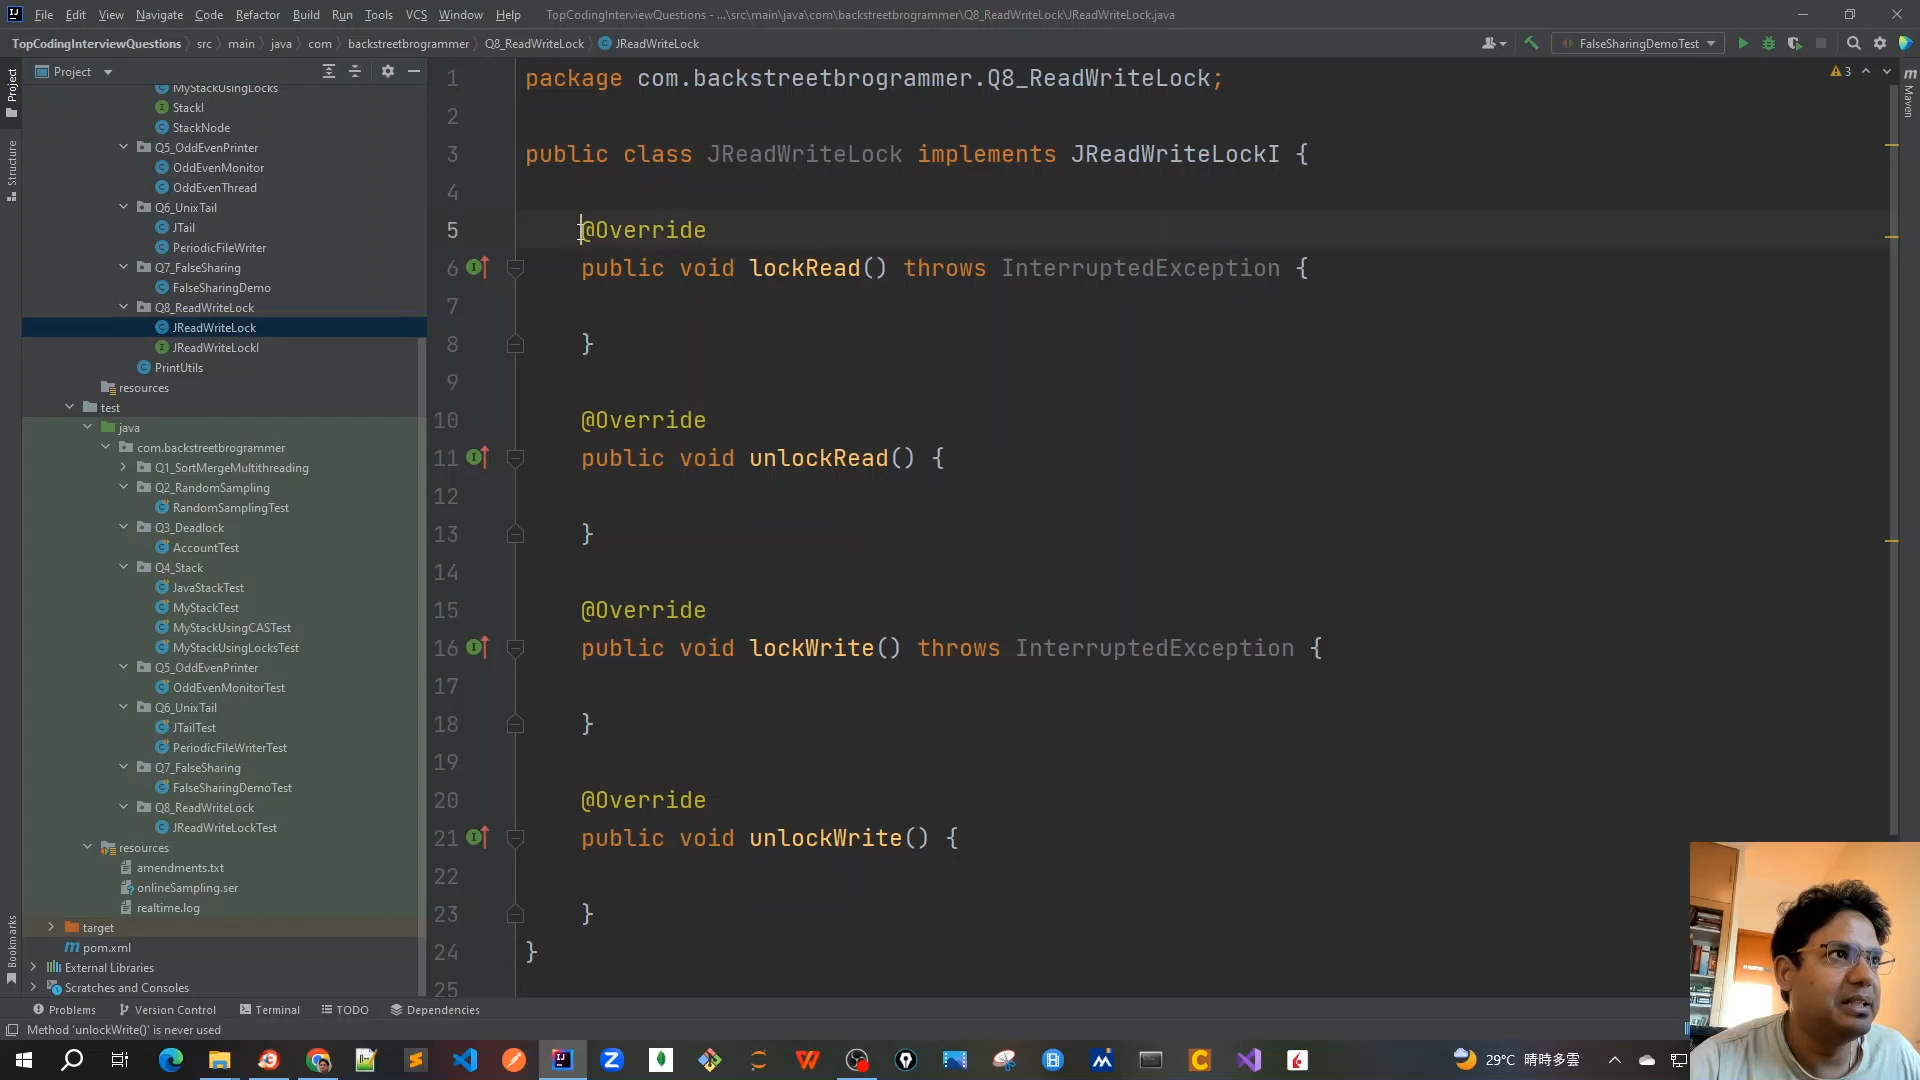 File Edit View Navigate Code Refactor Build Run Tools VCS Window Help TopCodingInterviewQuestions - ...\src\main\java\com\backstreetbrogrammer\Q8_ReadWriteLock\JReadWriteLock.java
TopCodingInterviewQuestions src main java com backstreetbrogrammer Q8_ReadWriteLock JReadWriteLock FalseSharingDemoTest
Project
MyStackUsingLocks
StackI
StackNode
Q5_OddEvenPrinter
OddEvenMonitor
OddEvenThread
Q6_UnixTail
JTail
PeriodicFileWriter
Q7_FalseSharing
FalseSharingDemo
Q8_ReadWriteLock
JReadWriteLock
JReadWriteLockI
PrintUtils
resources
test
java
com.backstreetbrogrammer
Q1_SortMergeMultithreading
Q2_RandomSampling
RandomSamplingTest
Q3_Deadlock
AccountTest
Q4_Stack
JavaStackTest
MyStackTest
MyStackUsingCASTest
MyStackUsingLocksTest
Q5_OddEvenPrinter
OddEvenMonitorTest
Q6_UnixTail
JTailTest
PeriodicFileWriterTest
Q7_FalseSharing
FalseSharingDemoTest
Q8_ReadWriteLock
JReadWriteLockTest
resources
amendments.txt
onlineSampling.ser
realtime.log
target
pom.xml
External Libraries
Scratches and Consoles
Project
Structure
Bookmarks
1 package com.backstreetbrogrammer.Q8_ReadWriteLock;
2
3 public class JReadWriteLock implements JReadWriteLockI {
4
5 @Override
6 public void lockRead() throws InterruptedException {
7
8 }
9
10 @Override
11 public void unlockRead() {
12
13 }
14
15 @Override
16 public void lockWrite() throws InterruptedException {
17
18 }
19
20 @Override
21 public void unlockWrite() {
22
23 }
24 }
25
3
Maven
Problems Version Control Terminal TODO Dependencies
Method 'unlockWrite()' is never used
29°C 晴時多雲